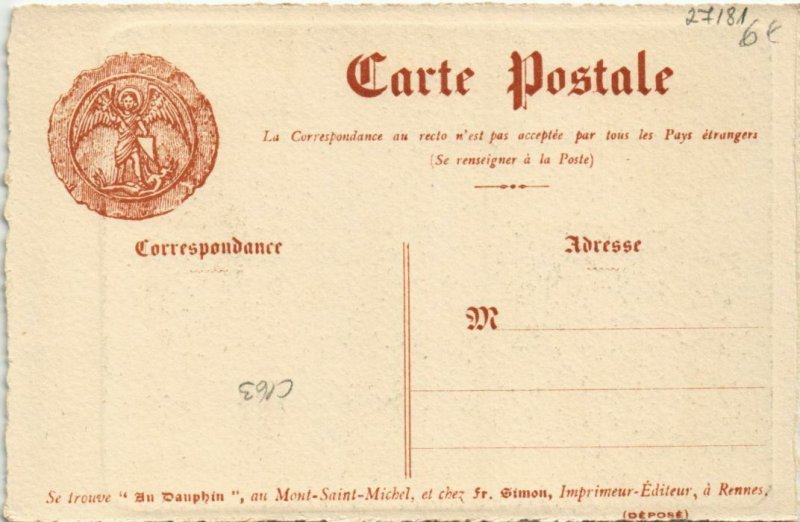 27181
6€
Carte Postale
La Correspondance au recto n'est pas acceptée par tous les Pays étrangers
(Se renseigner à la Poste)
Correspondance
Adresse
M
C163
Se trouve “ Au Dauphin ”, au Mont-Saint-Michel, et chez Fr. Simon, Imprimeur-Éditeur, à Rennes.
(DÉPOSÉ)